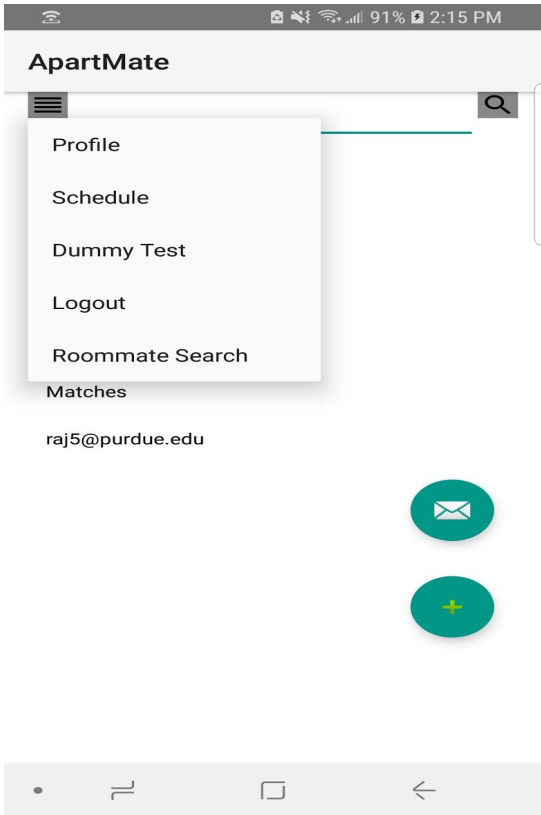 91% 2:15 PM
ApartMate
Profile
Schedule
Dummy Test
Logout
Roommate Search
Matches
raj5@purdue.edu